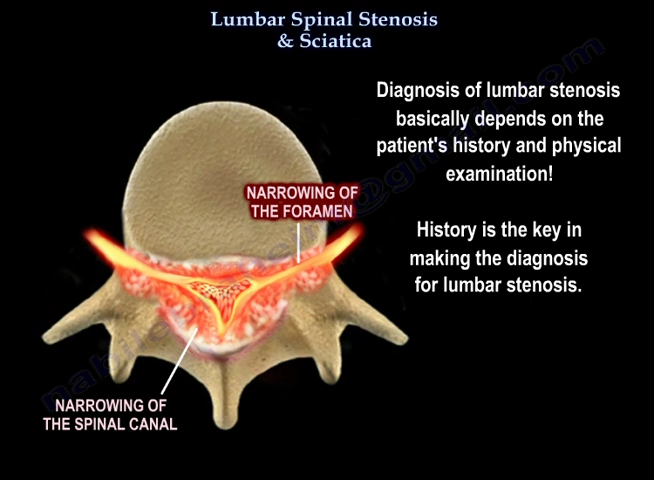 Lumbar Spinal Stenosis
& Sciatica
Diagnosis of lumbar stenosis
basically depends on the
patient's history and physical
examination!
NARROWING OF
THE FORAMEN
History is the key in
making the diagnosis
for lumbar stenosis.
NARROWING OF
THE SPINAL CANAL